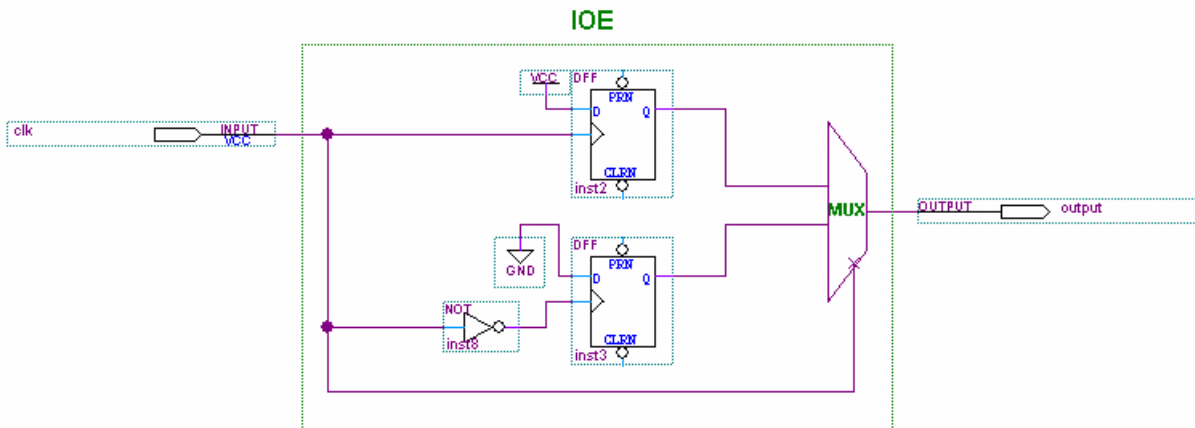 IOE
VCC
DFF
PRN
D
Q
clk
INPUT
VCC
CLRN
inst2
MUX
OUTPUT
output
DFF
PRN
GND
D
Q
NOT
inst8
CLRN
inst3